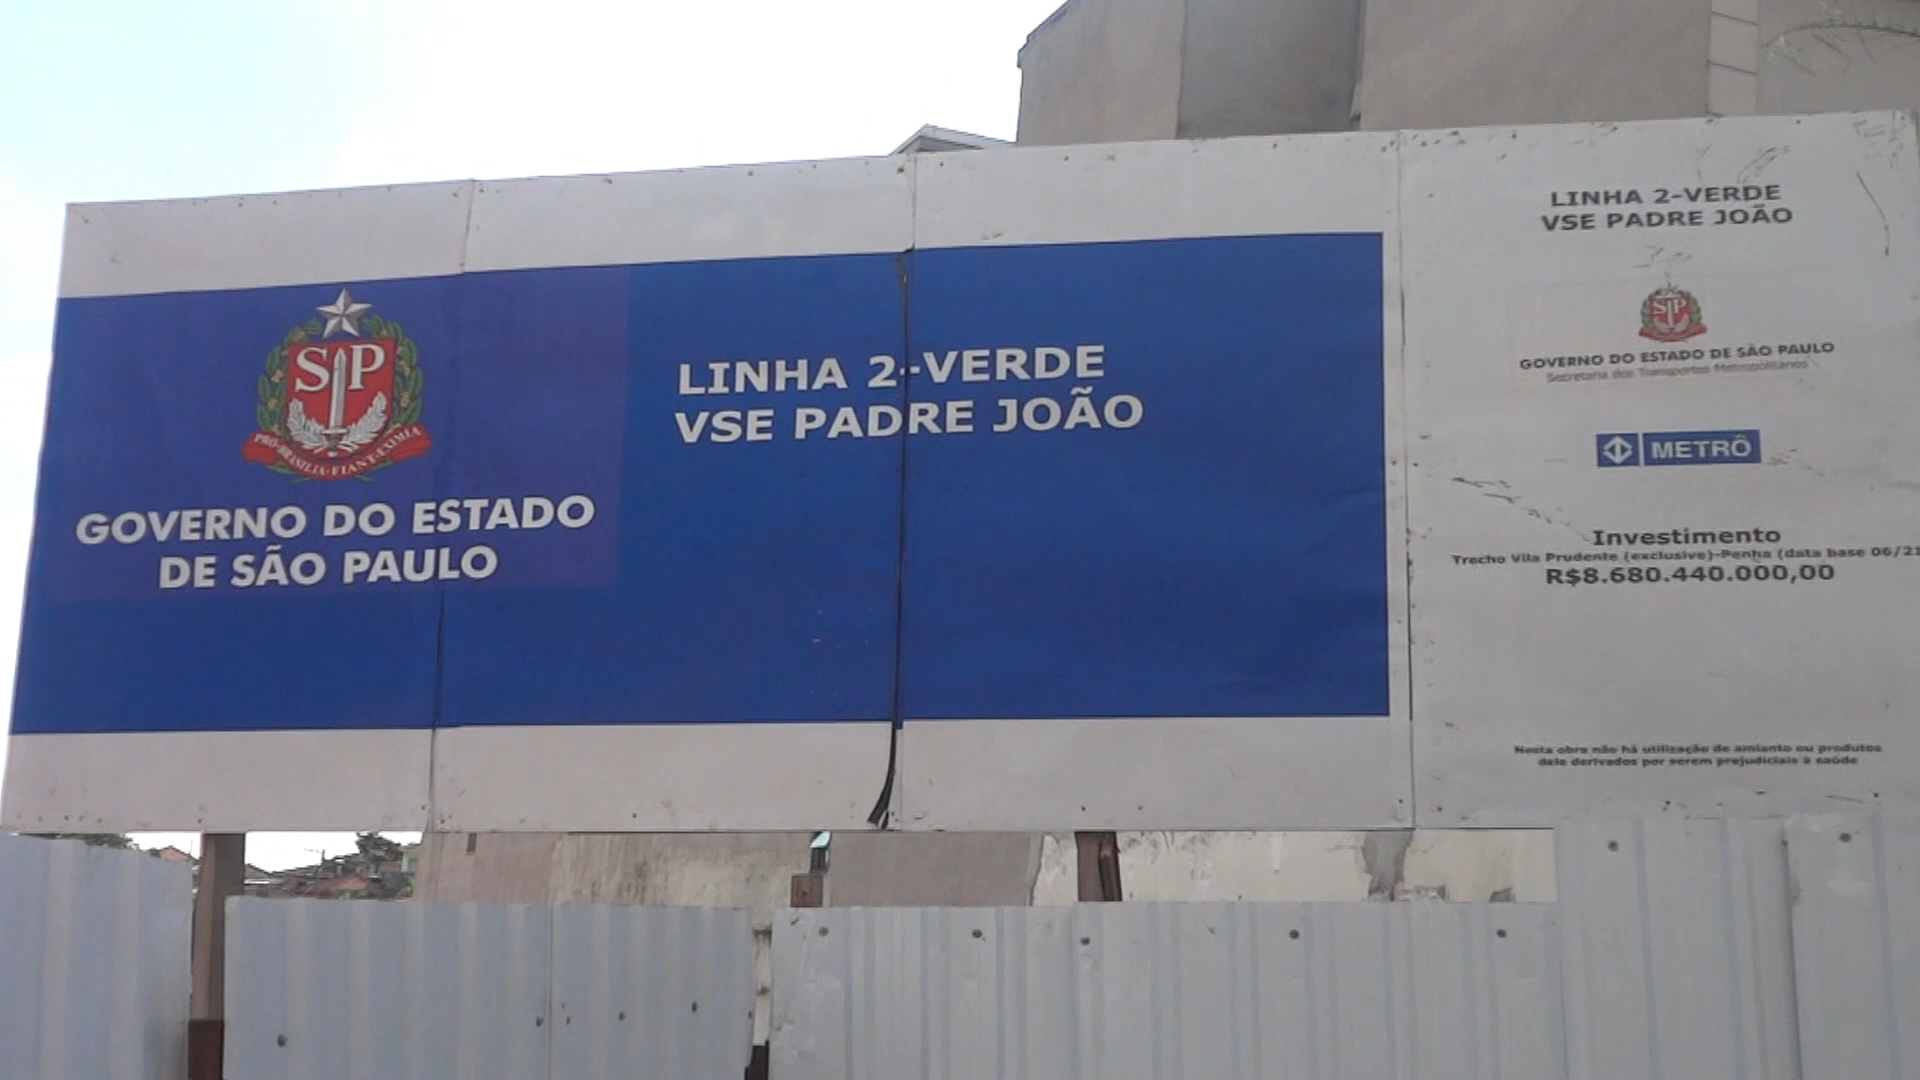 SP
PRO·BRASILIA·FIANT·EXIMIA
GOVERNO DO ESTADO
DE SÃO PAULO
LINHA 2-VERDE
VSE PADRE JOÃO
LINHA 2-VERDE
VSE PADRE JOÃO
SP
GOVERNO DO ESTADO DE SÃO PAULO
Secretaria dos Transportes Metropolitanos
METRÔ
Investimento
Trecho Vila Prudente (exclusive)-Penha (data base 06/21
R$8.680.440.000,00
Nesta obra não há utilização de amianto ou produtos
dele derivados por serem prejudiciais à saúde